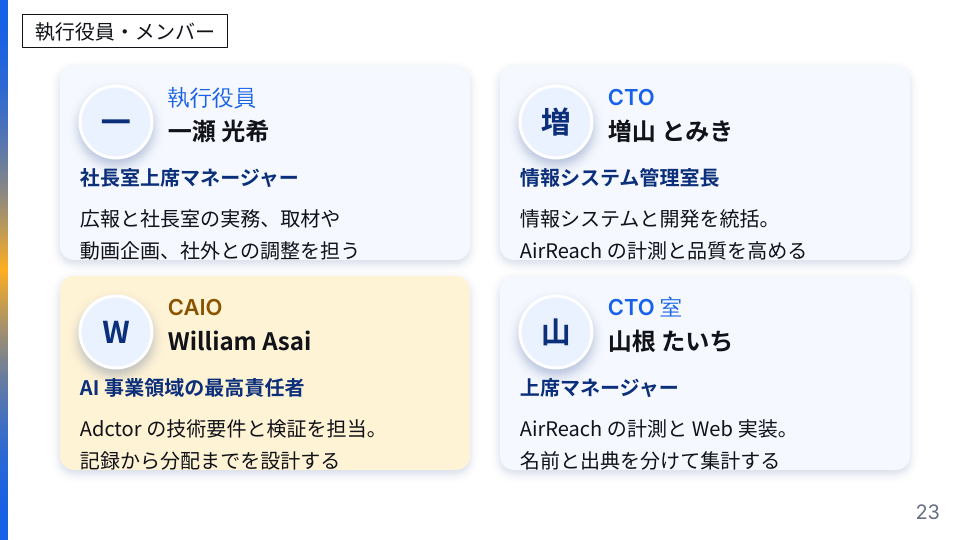 執行役員・メンバー
一
執行役員
一瀬 光希
社長室上席マネージャー
広報と社長室の実務、取材や
動画企画、社外との調整を担う
増
CTO
増山 とみき
情報システム管理室長
情報システムと開発を統括。
AirReach の計測と品質を高める
W
CAIO
William Asai
AI 事業領域の最高責任者
Adctor の技術要件と検証を担当。
記録から分配までを設計する
山
CTO 室
山根 たいち
上席マネージャー
AirReach の計測と Web 実装。
名前と出典を分けて集計する
23